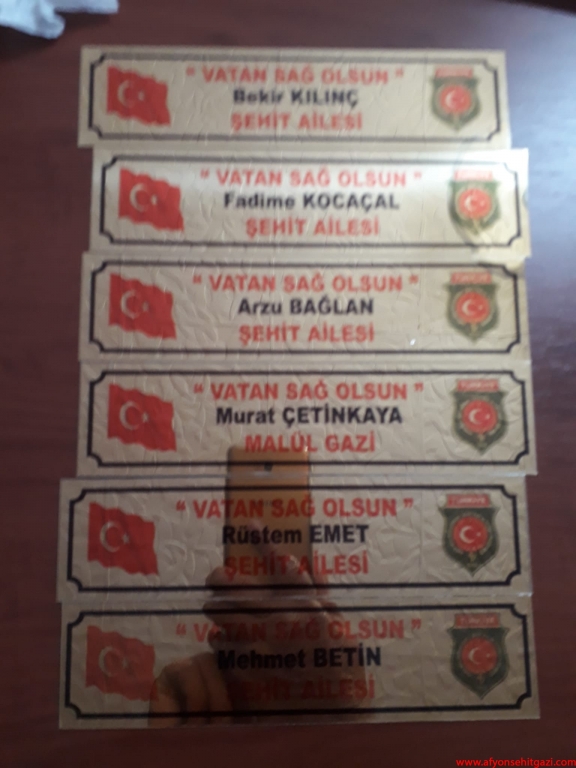 " VATAN SAĞ OLSUN "
Bekir KILINÇ
ŞEHİT AİLESİ
" VATAN SAĞ OLSUN "
Fadime KOCAÇAL
ŞEHİT AİLESİ
" VATAN SAĞ OLSUN "
Arzu BAĞLAN
ŞEHİT AİLESİ
" VATAN SAĞ OLSUN "
Murat ÇETİNKAYA
MALÜL GAZİ
" VATAN SAĞ OLSUN "
Rüstem EMET
ŞEHİT AİLESİ
" VATAN SAĞ OLSUN "
Mehmet BETİN
ŞEHİT AİLESİ
www.afyonsehitgazi.com